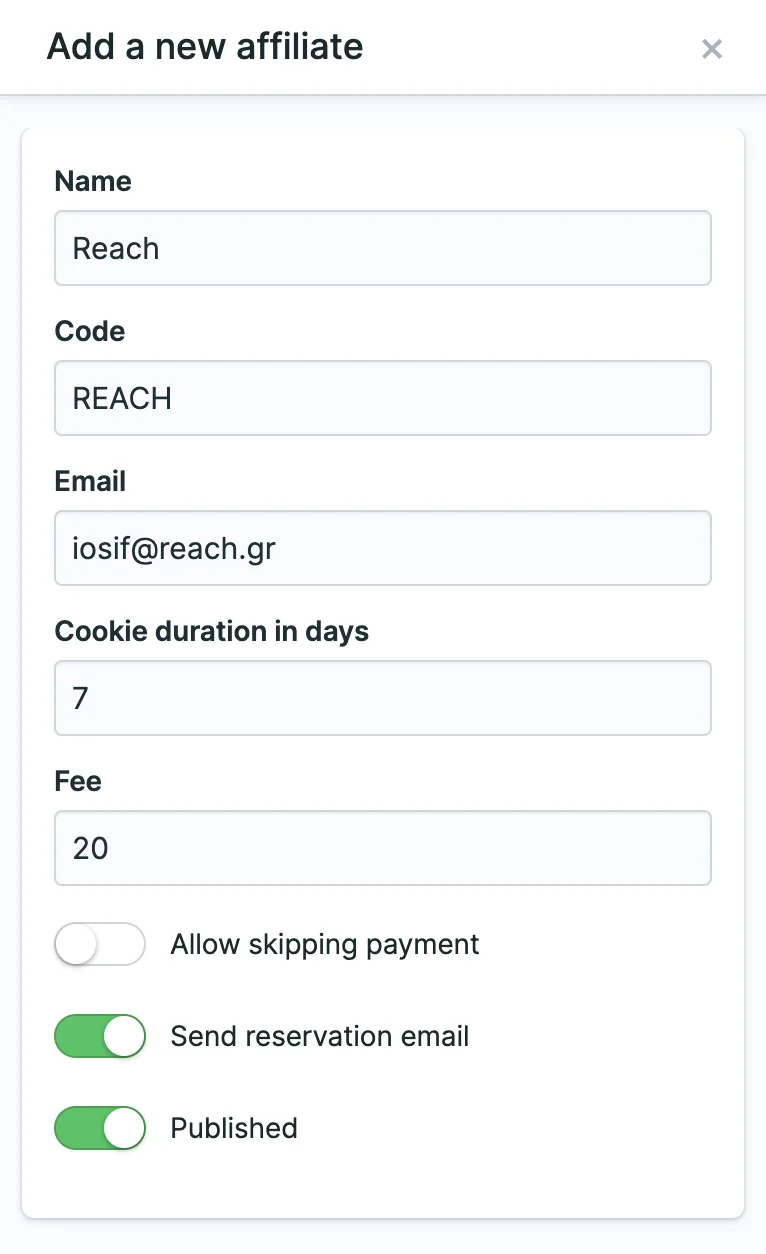 Add a new affiliate
Name
Reach
Code
REACH
Email
iosif@reach.gr
Cookie duration in days
7
Fee
20
Allow skipping payment
Send reservation email
Published